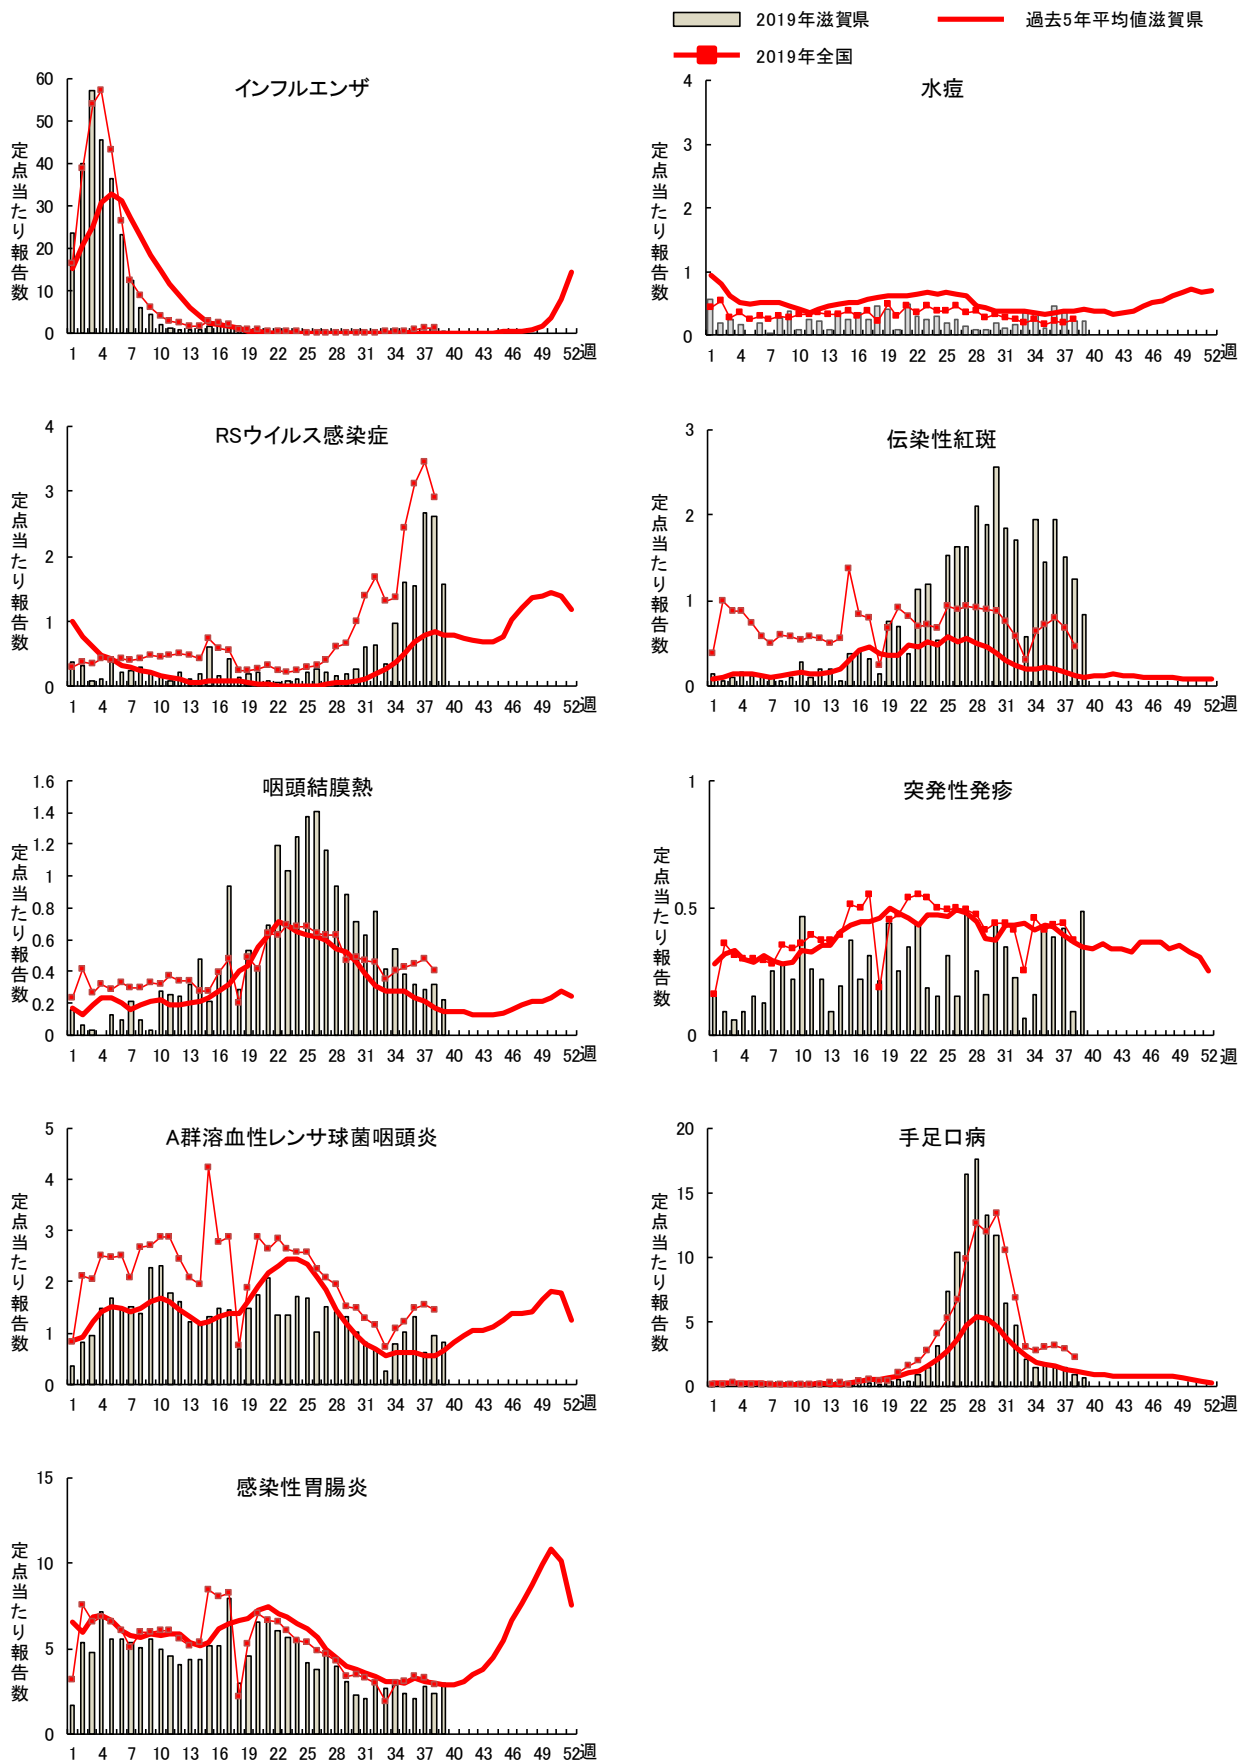 2019年滋賀県
過去5年平均値滋賀県
2019年全国
インフルエンザ
定点当たり報告数
60
50
40
30
20
10
0
1 4 7 10 13 16 19 22 25 28 31 34 37 40 43 46 49 52週
水痘
定点当たり報告数
4
3
2
1
0
1 4 7 10 13 16 19 22 25 28 31 34 37 40 43 46 49 52週
RSウイルス感染症
定点当たり報告数
4
3
2
1
0
1 4 7 10 13 16 19 22 25 28 31 34 37 40 43 46 49 52週
伝染性紅斑
定点当たり報告数
3
2
1
0
1 4 7 10 13 16 19 22 25 28 31 34 37 40 43 46 49 52週
咽頭結膜熱
定点当たり報告数
1.6
1.4
1.2
1
0.8
0.6
0.4
0.2
0
1 4 7 10 13 16 19 22 25 28 31 34 37 40 43 46 49 52週
突発性発疹
定点当たり報告数
1
0.5
0
1 4 7 10 13 16 19 22 25 28 31 34 37 40 43 46 49 52週
A群溶血性レンサ球菌咽頭炎
定点当たり報告数
5
4
3
2
1
0
1 4 7 10 13 16 19 22 25 28 31 34 37 40 43 46 49 52週
手足口病
定点当たり報告数
20
15
10
5
0
1 4 7 10 13 16 19 22 25 28 31 34 37 40 43 46 49 52週
感染性胃腸炎
定点当たり報告数
15
10
5
0
1 4 7 10 13 16 19 22 25 28 31 34 37 40 43 46 49 52週